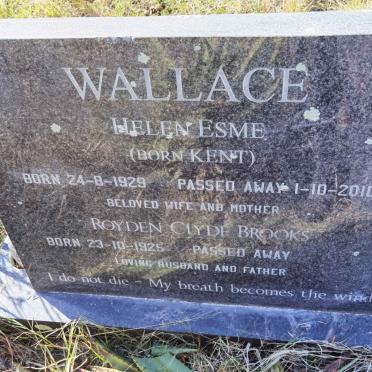 WALLACE
HELEN ESME
(BORN KENT)
BORN 24-8-1929 PASSED AWAY 1-10-2010
BELOVED WIFE AND MOTHER
ROYDEN CLYDE BROOKS
BORN 23-10-1925 PASSED AWAY
LOVING HUSBAND AND FATHER
I do not die - My breath becomes the wind